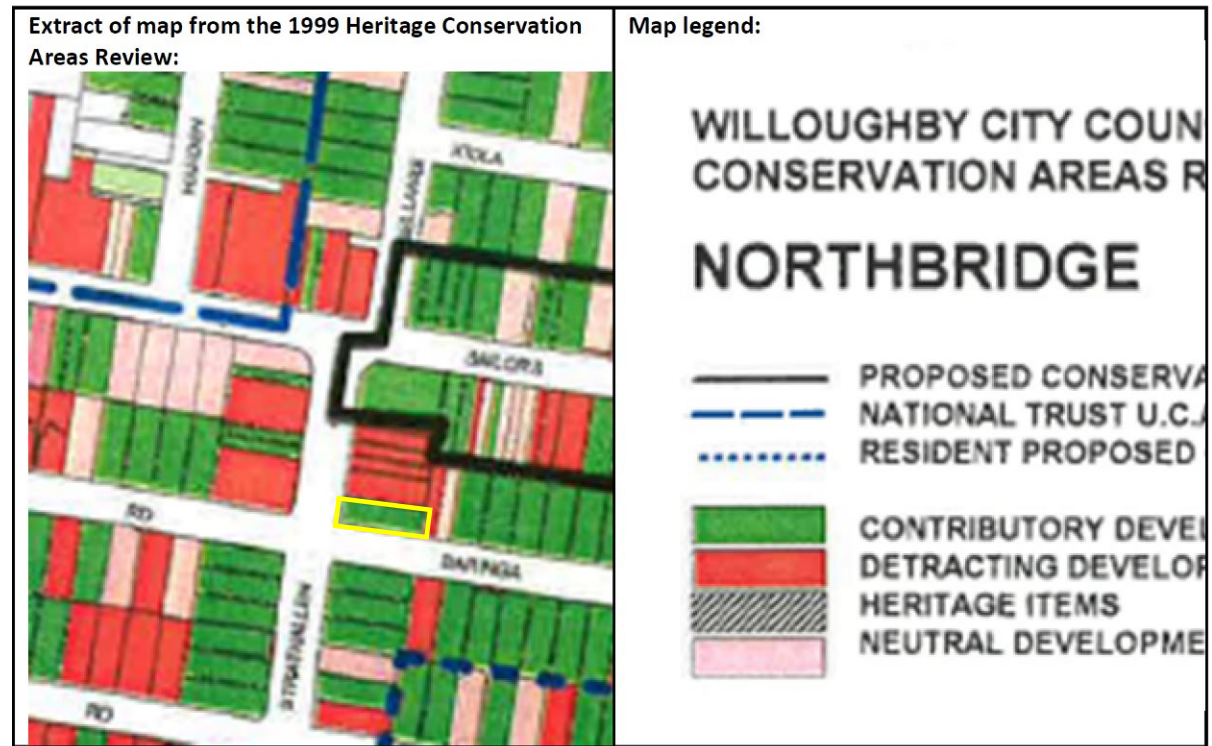 Extract of map from the 1999 Heritage Conservation
Areas Review:
Map legend:
WILLOUGHBY CITY COUN
CONSERVATION AREAS R
NORTHBRIDGE
PROPOSED CONSERVA
NATIONAL TRUST U.C.A
RESIDENT PROPOSED
CONTRIBUTORY DEVEL
DETRACTING DEVELOP
HERITAGE ITEMS
NEUTRAL DEVELOPME
RD
BARINGA
STRATHALLEN
RD